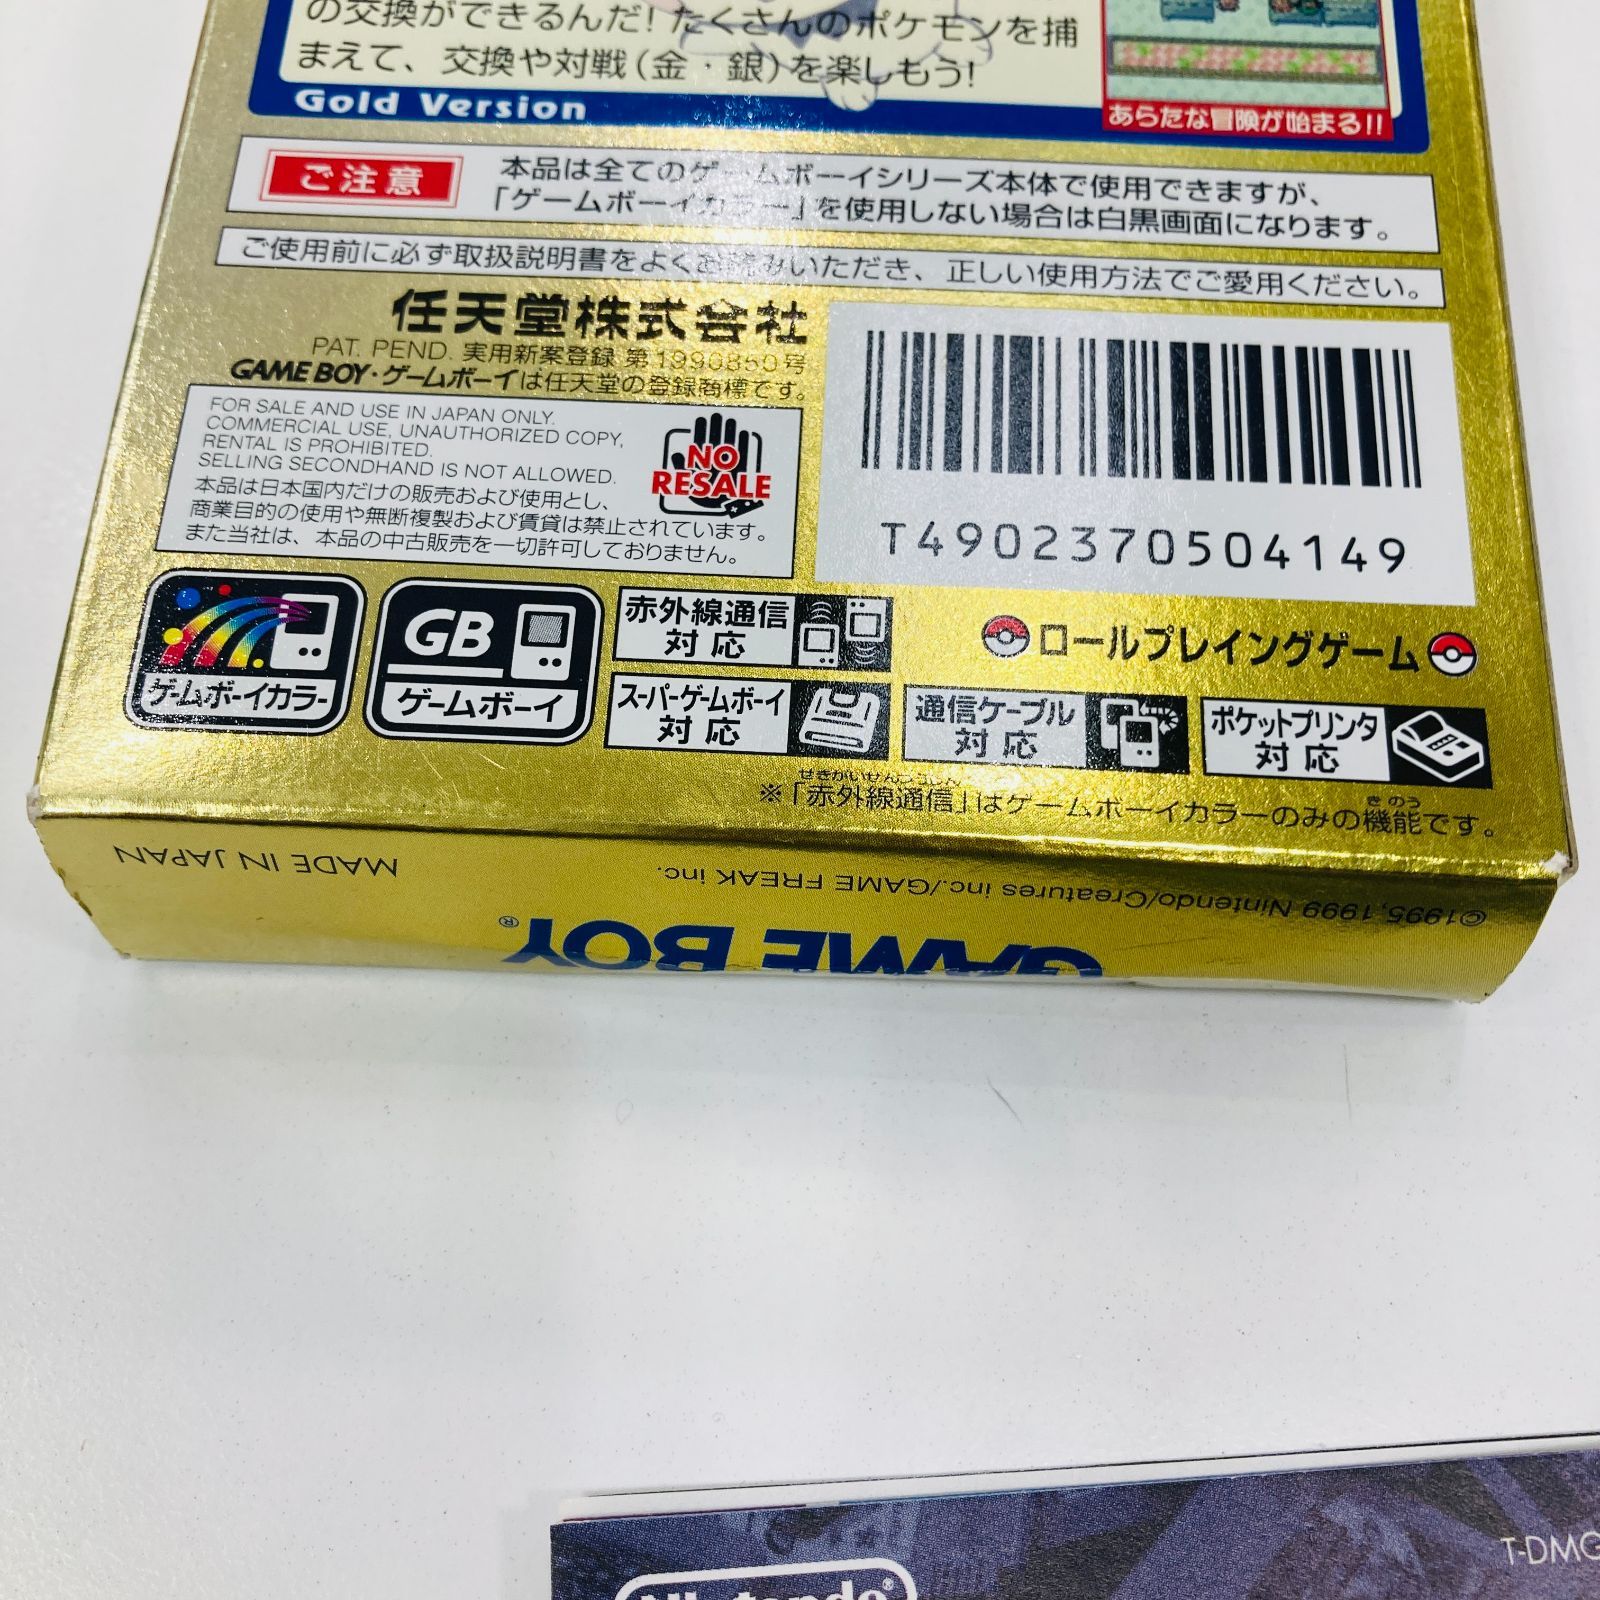 の交換ができるんだ!たくさんのポケモンを捕
まえて、交換や対戦(金・銀)を楽しもう!
Gold Version
あらたな冒険が始まる!!
ご注意
本品は全てのゲームボーイシリーズ本体で使用できますが、
「ゲームボーイカラー」を使用しない場合は白黒画面になります。
ご使用前に必ず取扱説明書をよくお読みいただき、正しい使用方法でご愛用ください。
任天堂株式会社
PAT. PEND. 実用新案登録 第1990850号
GAME BOY・ゲームボーイは任天堂の登録商標です。
FOR SALE AND USE IN JAPAN ONLY.
COMMERCIAL USE, UNAUTHORIZED COPY,
RENTAL IS PROHIBITED.
SELLING SECONDHAND IS NOT ALLOWED.
本品は日本国内だけの販売および使用とし、
商業目的の使用や無断複製および賃貸は禁止されています。
また当社は、本品の中古販売を一切許可しておりません。
NO
RESALE
T4902370504149
ゲームボーイカラー
GB
ゲームボーイ
赤外線通信
対応
ロールプレイングゲーム
スーパーゲームボーイ
対応
通信ケーブル
対応
ポケットプリンタ
対応
せきがいせんつうしん
きのう
※「赤外線通信」はゲームボーイカラーのみの機能です。
MADE IN JAPAN
©1995, 1999 Nintendo/Creatures inc./GAME FREAK inc.
GAME BOY®
T-DMG
Nintendo®